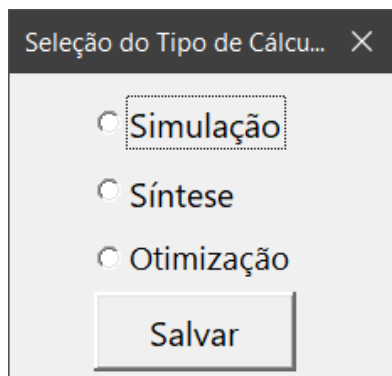 Seleção do Tipo de Cálcu...
Simulação
Síntese
Otimização
Salvar